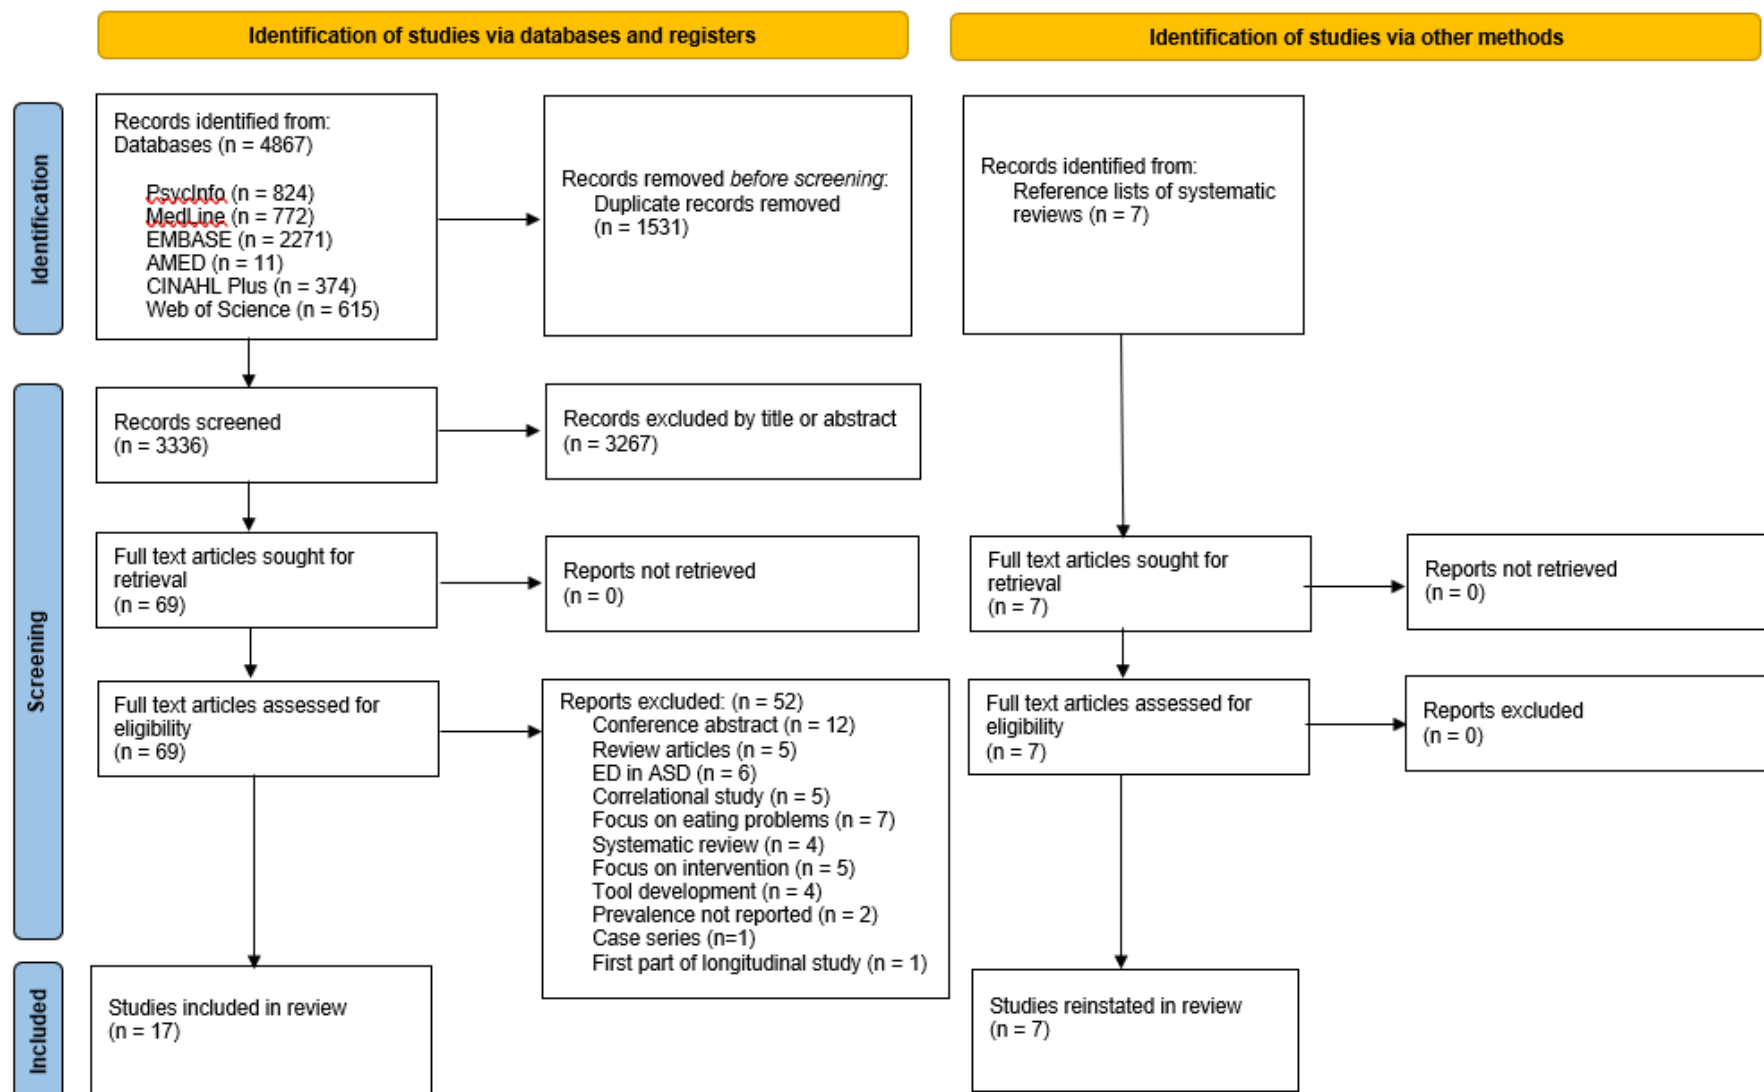 Identification of studies via databases and registers
Identification of studies via other methods
Identification
Records identified from:
Databases (n = 4867)
PsycInfo (n = 824)
MedLine (n = 772)
EMBASE (n = 2271)
AMED (n = 11)
CINAHL Plus (n = 374)
Web of Science (n = 615)
Records removed before screening:
Duplicate records removed
(n = 1531)
Records identified from:
Reference lists of systematic
reviews (n = 7)
Screening
Records screened
(n = 3336)
Records excluded by title or abstract
(n = 3267)
Full text articles sought for
retrieval
(n = 69)
Reports not retrieved
(n = 0)
Full text articles sought for
retrieval
(n = 7)
Reports not retrieved
(n = 0)
Full text articles assessed for
eligibility
(n = 69)
Reports excluded: (n = 52)
Conference abstract (n = 12)
Review articles (n = 5)
ED in ASD (n = 6)
Correlational study (n = 5)
Focus on eating problems (n = 7)
Systematic review (n = 4)
Focus on intervention (n = 5)
Tool development (n = 4)
Prevalence not reported (n = 2)
Case series (n=1)
First part of longitudinal study (n = 1)
Full text articles assessed for
eligibility
(n = 7)
Reports excluded
(n = 0)
Included
Studies included in review
(n = 17)
Studies reinstated in review
(n = 7)